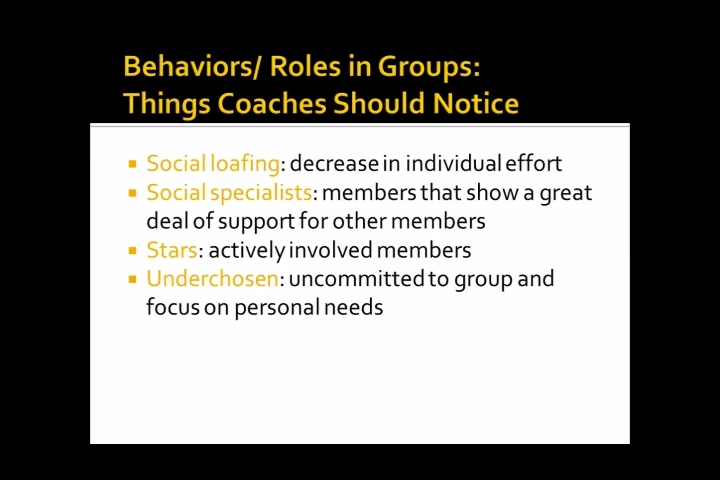 Behaviors/ Roles in Groups:
Things Coaches Should Notice
Social loafing: decrease in individual effort
Social specialists: members that show a great
deal of support for other members
Stars: actively involved members
Underchosen: uncommitted to group and
focus on personal needs